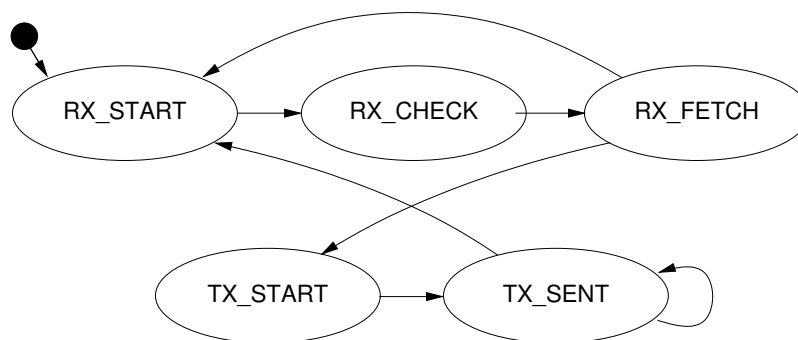 RX_START
RX_CHECK
RX_FETCH
TX_START
TX_SENT